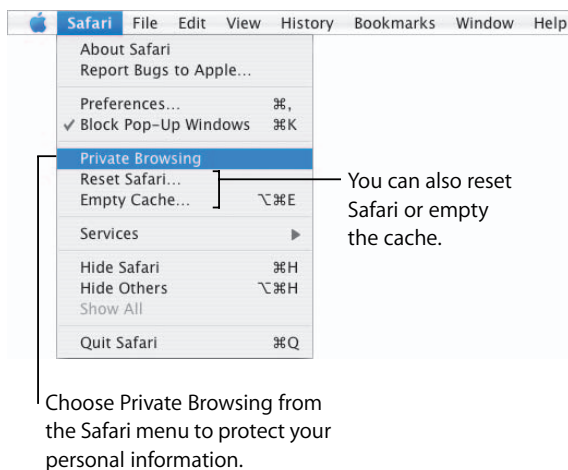 Safari File Edit View History Bookmarks Window Help
About Safari
Report Bugs to Apple...
Preferences... ⌘,
✓ Block Pop-Up Windows ⌘K
Private Browsing
Reset Safari...
Empty Cache... ⌥⌘E
Services ▶
Hide Safari ⌘H
Hide Others ⌥⌘H
Show All
Quit Safari ⌘Q
You can also reset
Safari or empty
the cache.
Choose Private Browsing from
the Safari menu to protect your
personal information.